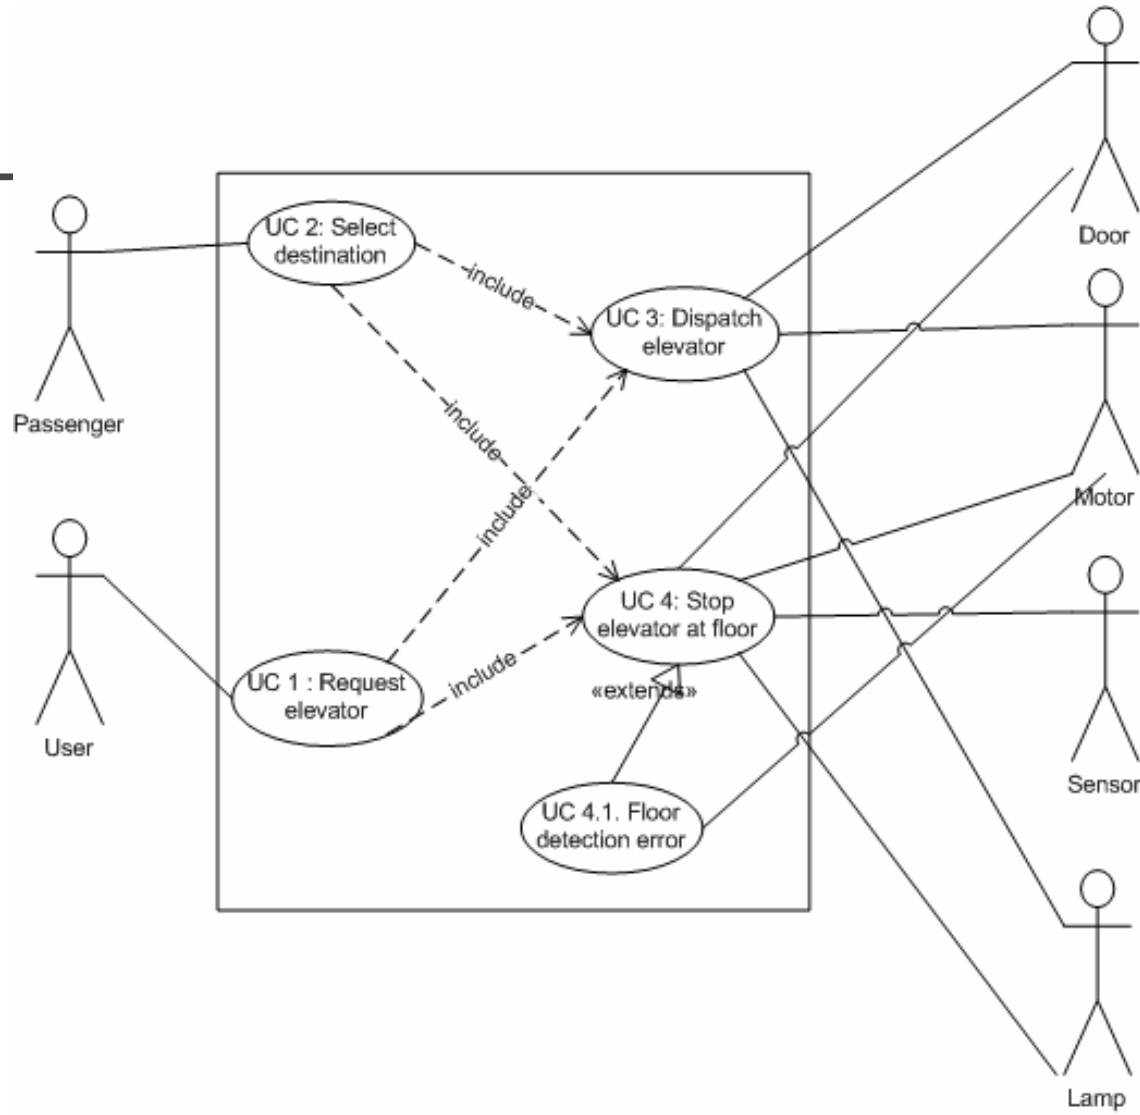 Door
UC 2: Select
destination
include
UC 3: Dispatch
elevator
Passenger
include
Motor
include
User
UC 4: Stop
elevator at floor
include
UC 1 : Request
elevator
«extends»
Sensor
UC 4.1. Floor
detection error
Lamp